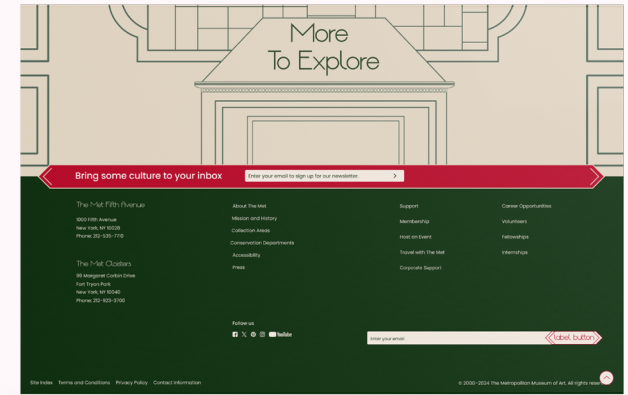 More
To Explore
Bring some culture to your inbox
Enter your email to sign up for our newsletter.
The Met Fifth Avenue
1000 Fifth Avenue
New York, NY 10028
Phone: 212-535-7710
The Met Cloisters
99 Margaret Corbin Drive
Fort Tryon Park
New York, NY 10040
Phone: 212-923-3700
About The Met
Mission and History
Collection Areas
Conservation Departments
Accessibility
Press
Support
Membership
Host an Event
Travel with The Met
Corporate Support
Career Opportunities
Volunteers
Fellowships
Internships
Follow us
YouTube
Enter your email
label button
Site Index Terms and Conditions Privacy Policy Contact Information
© 2000–2024 The Metropolitan Museum of Art. All rights